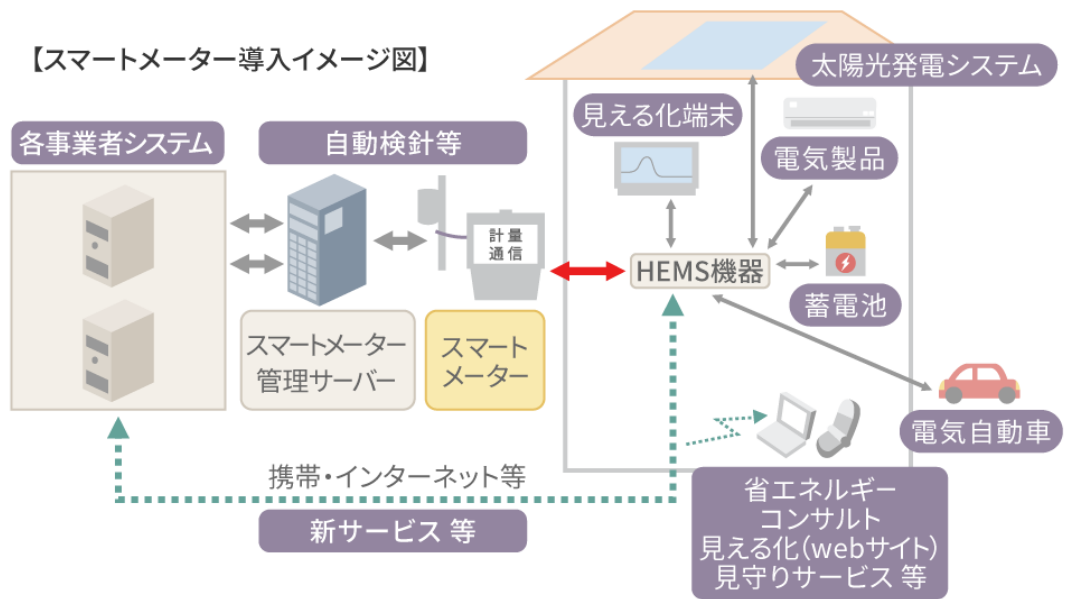 【スマートメーター導入イメージ図】
太陽光発電システム
見える化端末
各事業者システム
自動検針等
電気製品
計量
通信
HEMS機器
蓄電池
スマートメーター
管理サーバー
スマート
メーター
電気自動車
携帯・インターネット等
新サービス 等
省エネルギー
コンサルト
見える化(webサイト)
見守りサービス 等